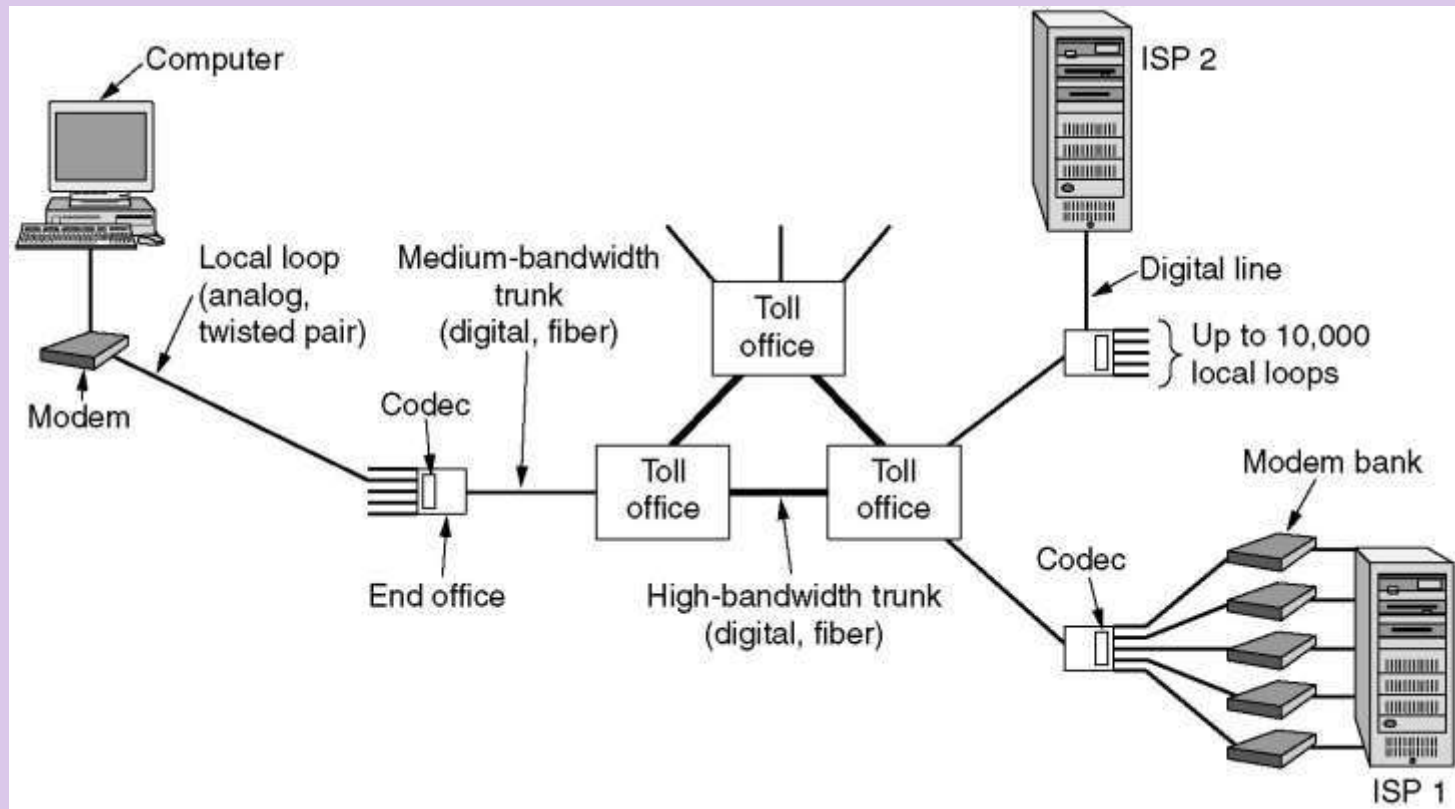 Computer
ISP 2
Local loop
(analog,
twisted pair)
Medium-bandwidth
trunk
(digital, fiber)
Toll
office
Digital line
Up to 10,000
local loops
Modem
Codec
Toll
office
Toll
office
Modem bank
End office
High-bandwidth trunk
(digital, fiber)
Codec
ISP 1